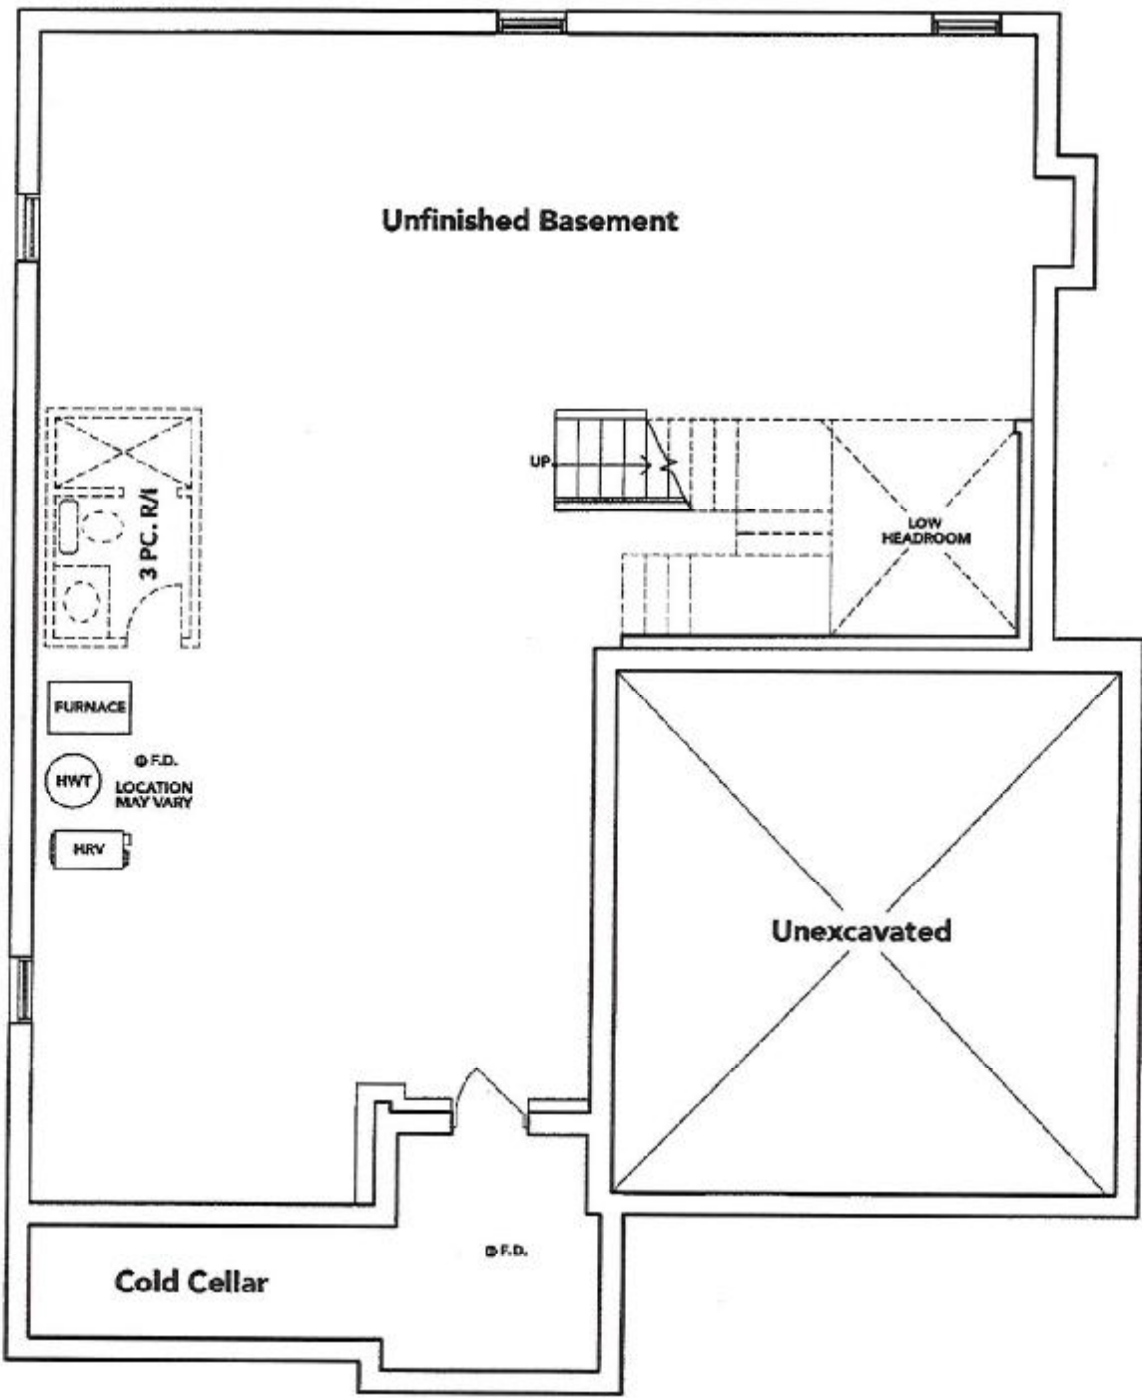 Unfinished Basement
UP
LOW
HEADROOM
3 PC. R/I
FURNACE
F.D.
HWT
LOCATION
MAY VARY
HRV
Unexcavated
F.D.
Cold Cellar